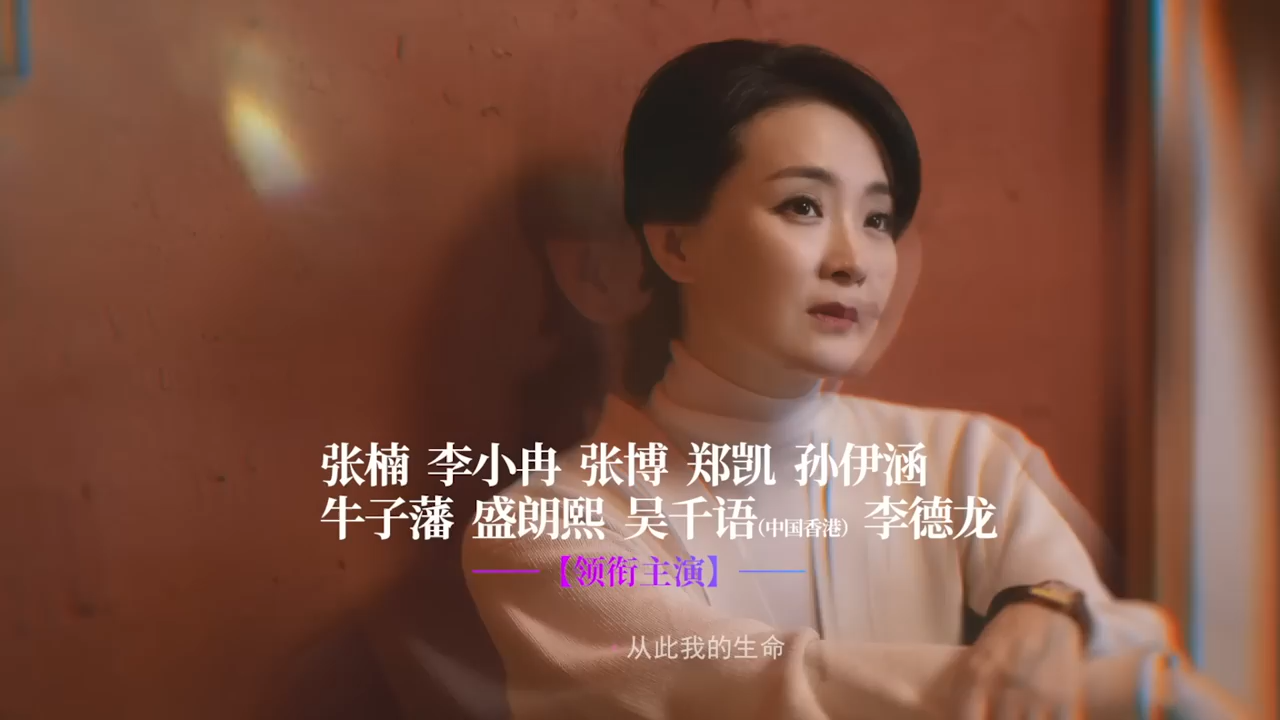 张楠 李小冉 张博 郑凯 孙伊涵
牛子藩 盛朗熙 吴千语(中国香港) 李德龙
【领衔主演】
从此我的生命